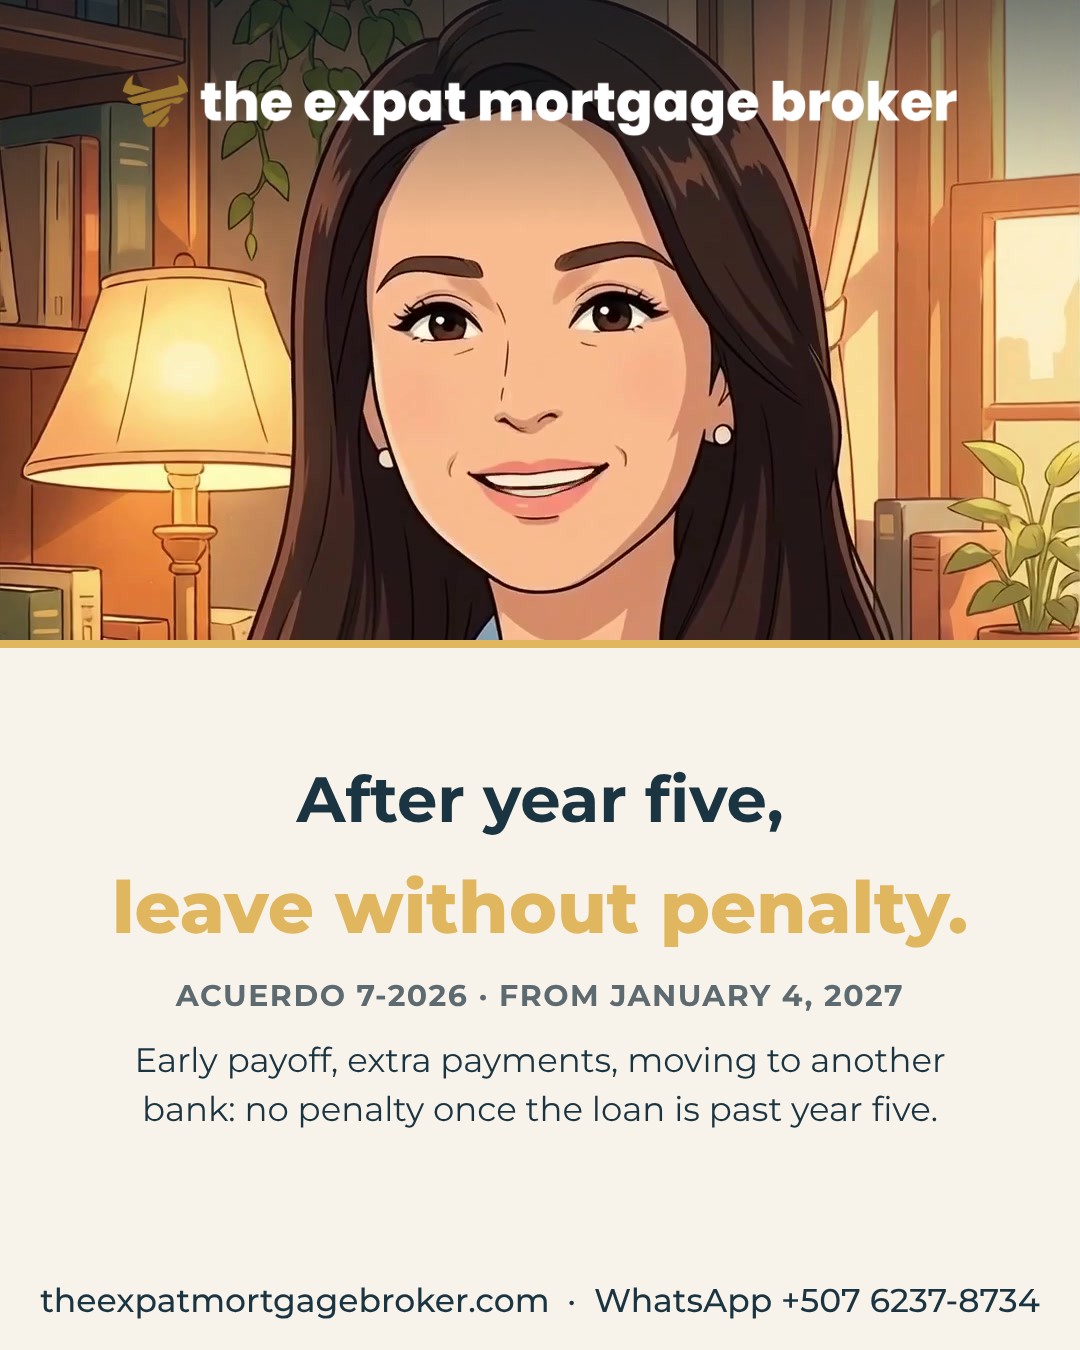 the expat mortgage broker
After year five,
leave without penalty.
ACUERDO 7-2026 · FROM JANUARY 4, 2027
Early payoff, extra payments, moving to another
bank: no penalty once the loan is past year five.
theexpatmortgagebroker.com · WhatsApp +507 6237-8734